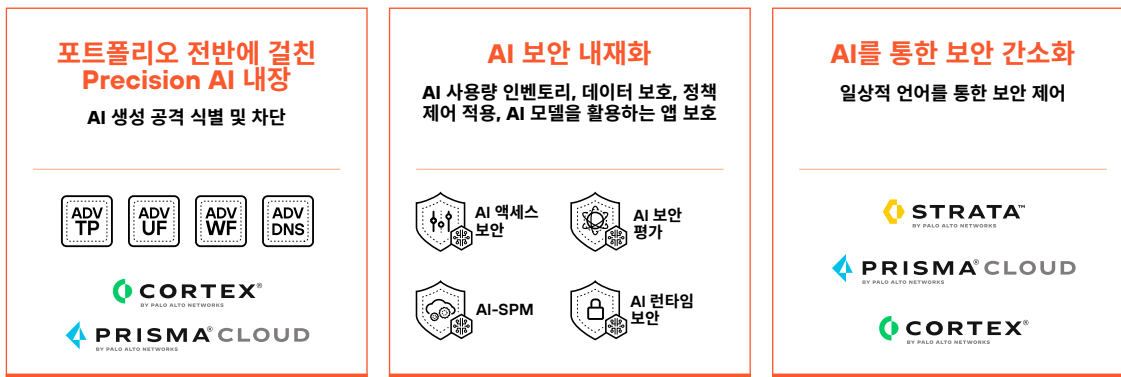 포트폴리오 전반에 걸친
Precision AI 내장
AI 생성 공격 식별 및 차단
ADV
TP
ADV
UF
ADV
WF
ADV
DNS
CORTEX®
BY PALO ALTO NETWORKS
PRISMA® CLOUD
BY PALO ALTO NETWORKS
AI 보안 내재화
AI 사용량 인벤토리, 데이터 보호, 정책
제어 적용, AI 모델을 활용하는 앱 보호
AI 액세스
보안
AI 보안
평가
AI-SPM
AI 런타임
보안
AI를 통한 보안 간소화
일상적 언어를 통한 보안 제어
STRATA™
BY PALO ALTO NETWORKS
PRISMA® CLOUD
BY PALO ALTO NETWORKS
CORTEX®
BY PALO ALTO NETWORKS